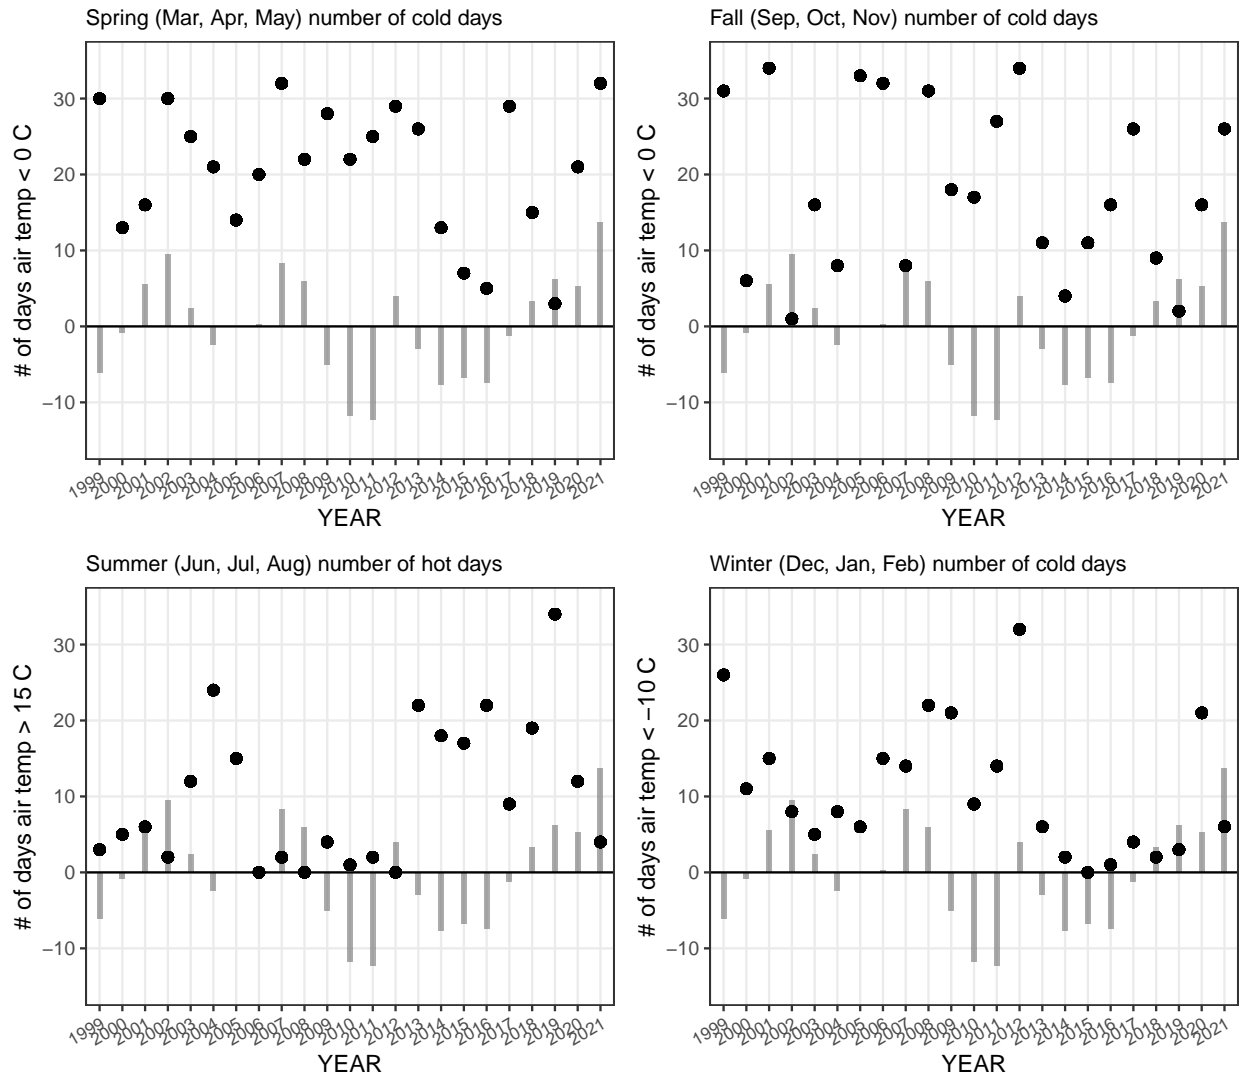 Spring (Mar, Apr, May) number of cold days
# of days air temp < 0 C
30
20
10
0
−10
1999 2000 2001 2002 2003 2004 2005 2006 2007 2008 2009 2010 2011 2012 2013 2014 2015 2016 2017 2018 2019 2020 2021
YEAR
Fall (Sep, Oct, Nov) number of cold days
# of days air temp < 0 C
30
20
10
0
−10
1999 2000 2001 2002 2003 2004 2005 2006 2007 2008 2009 2010 2011 2012 2013 2014 2015 2016 2017 2018 2019 2020 2021
YEAR
Summer (Jun, Jul, Aug) number of hot days
# of days air temp > 15 C
30
20
10
0
−10
1999 2000 2001 2002 2003 2004 2005 2006 2007 2008 2009 2010 2011 2012 2013 2014 2015 2016 2017 2018 2019 2020 2021
YEAR
Winter (Dec, Jan, Feb) number of cold days
# of days air temp < −10 C
30
20
10
0
−10
1999 2000 2001 2002 2003 2004 2005 2006 2007 2008 2009 2010 2011 2012 2013 2014 2015 2016 2017 2018 2019 2020 2021
YEAR